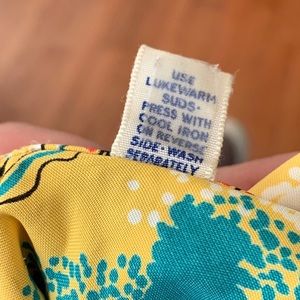 USE
LUKEWARM
SUDS·
PRESS WITH
COOL IRON
ON REVERSE
SIDE· WASH
SEPARATELY